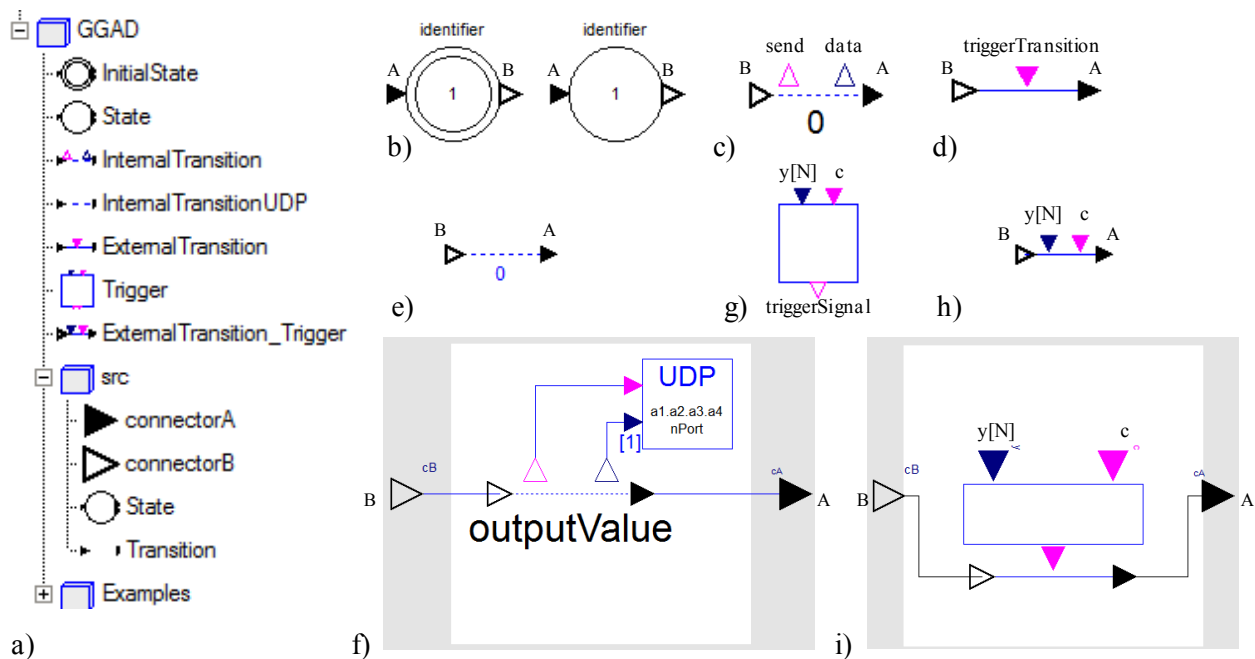 GGAD
InitialState
State
InternalTransition
InternalTransitionUDP
ExternalTransition
Trigger
ExternalTransition_Trigger
src
connectorA
connectorB
State
Transition
Examples
a)
identifier
A
1
B
identifier
A
1
B
b)
send
data
B
A
0
c)
triggerTransition
B
A
d)
B
A
0
e)
y[N]
c
triggerSignal
g)
y[N]
c
B
A
h)
UDP
a1.a2.a3.a4
nPort
[1]
cB
cA
B
A
outputValue
f)
y[N]
y
c
c
cB
cA
B
A
i)